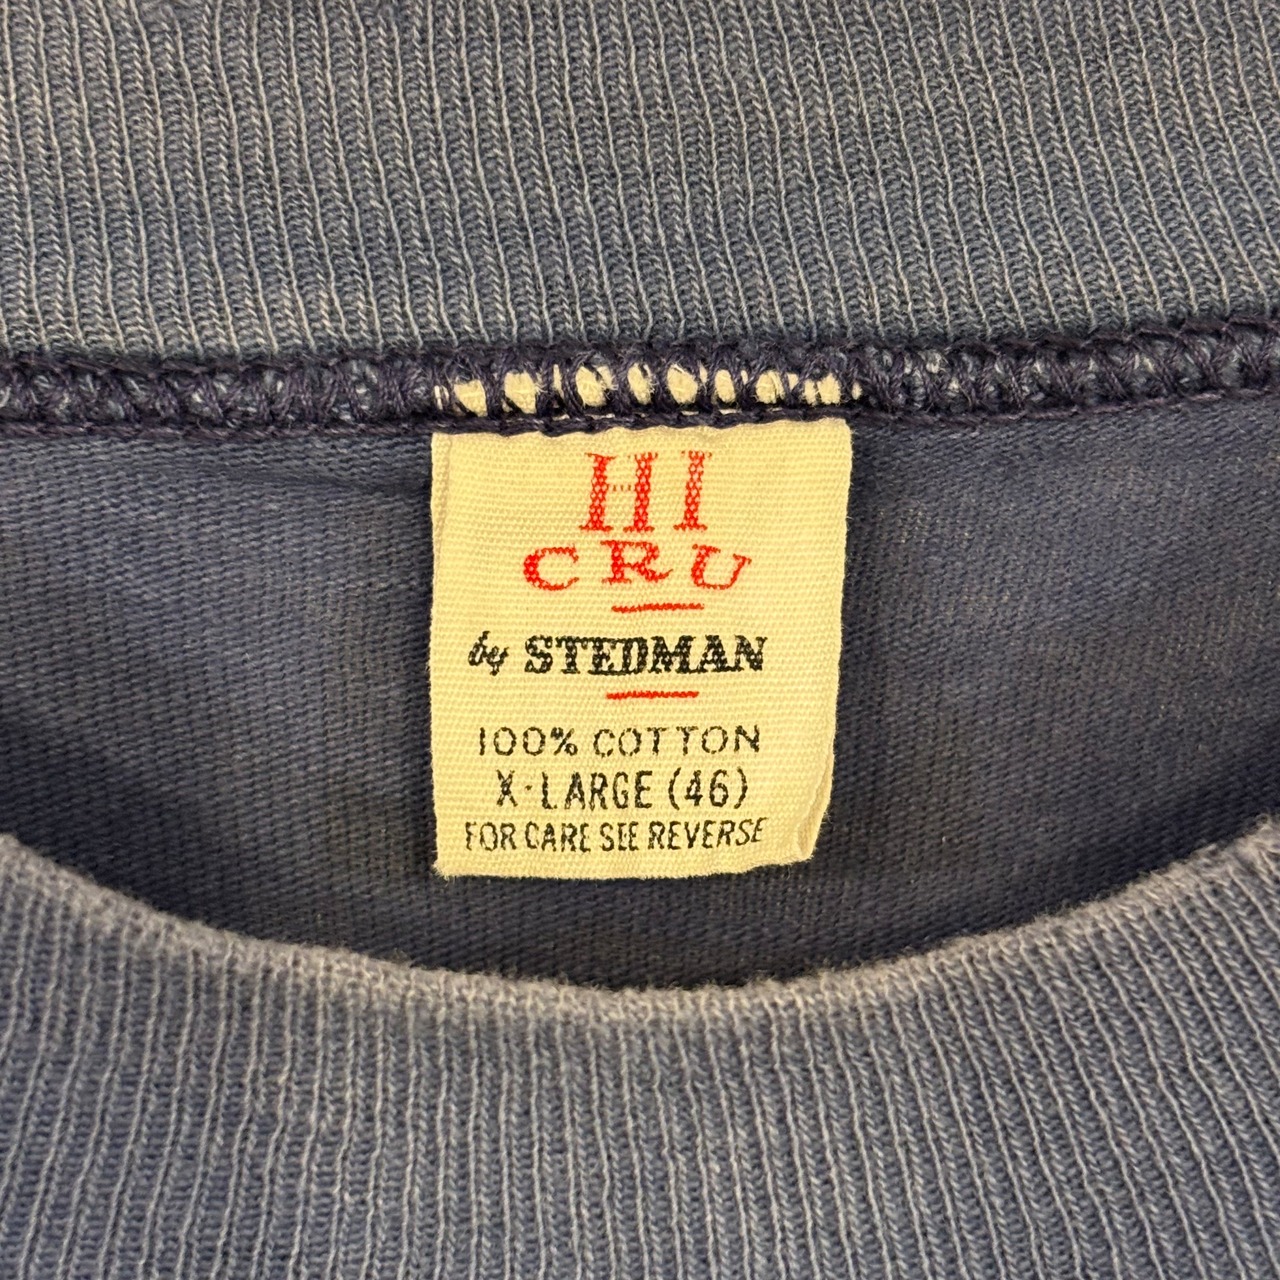 HI
CRU
by STEDMAN
100% COTTON
X-LARGE (46)
FOR CARE SEE REVERSE